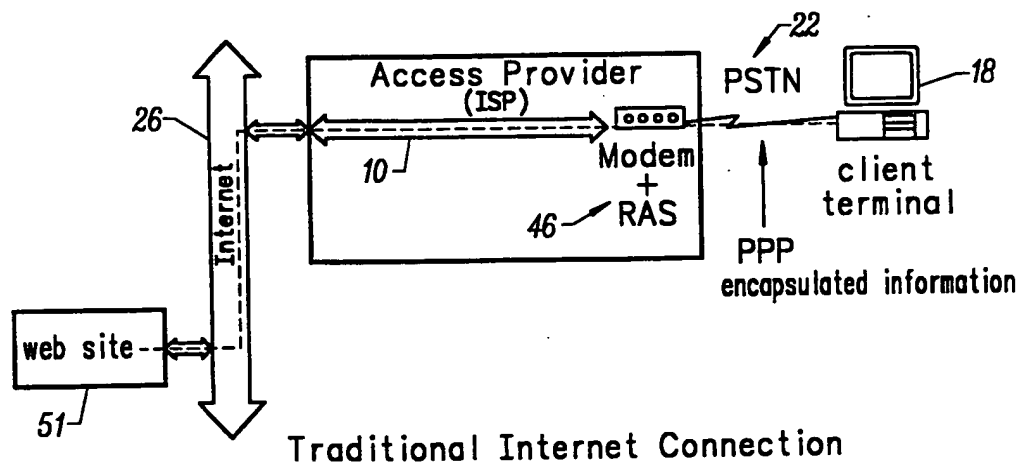 22
Access Provider
(ISP)
PSTN
18
26
10
Modem
+
RAS
46
client
terminal
Internet
PPP
encapsulated information
web site
51
Traditional Internet Connection